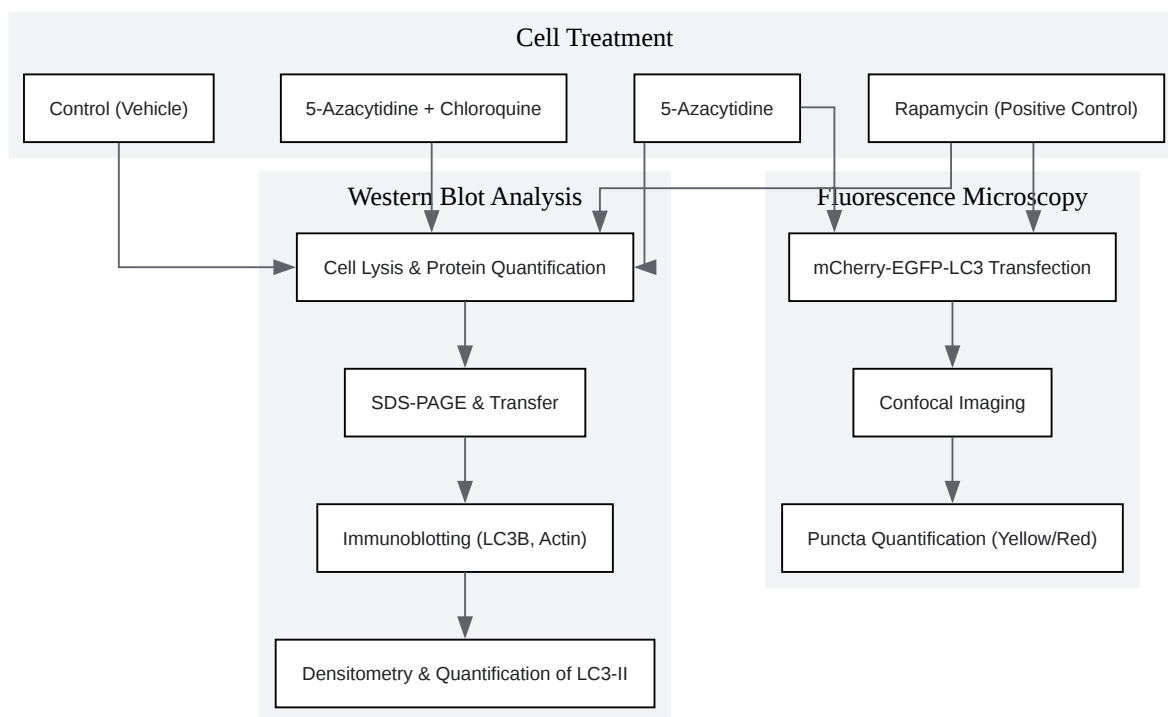 Cell Treatment
Control (Vehicle)
5-Azacytidine + Chloroquine
5-Azacytidine
Rapamycin (Positive Control)
Western Blot Analysis
Fluorescence Microscopy
Cell Lysis & Protein Quantification
mCherry-EGFP-LC3 Transfection
SDS-PAGE & Transfer
Confocal Imaging
Immunoblotting (LC3B, Actin)
Puncta Quantification (Yellow/Red)
Densitometry & Quantification of LC3-II